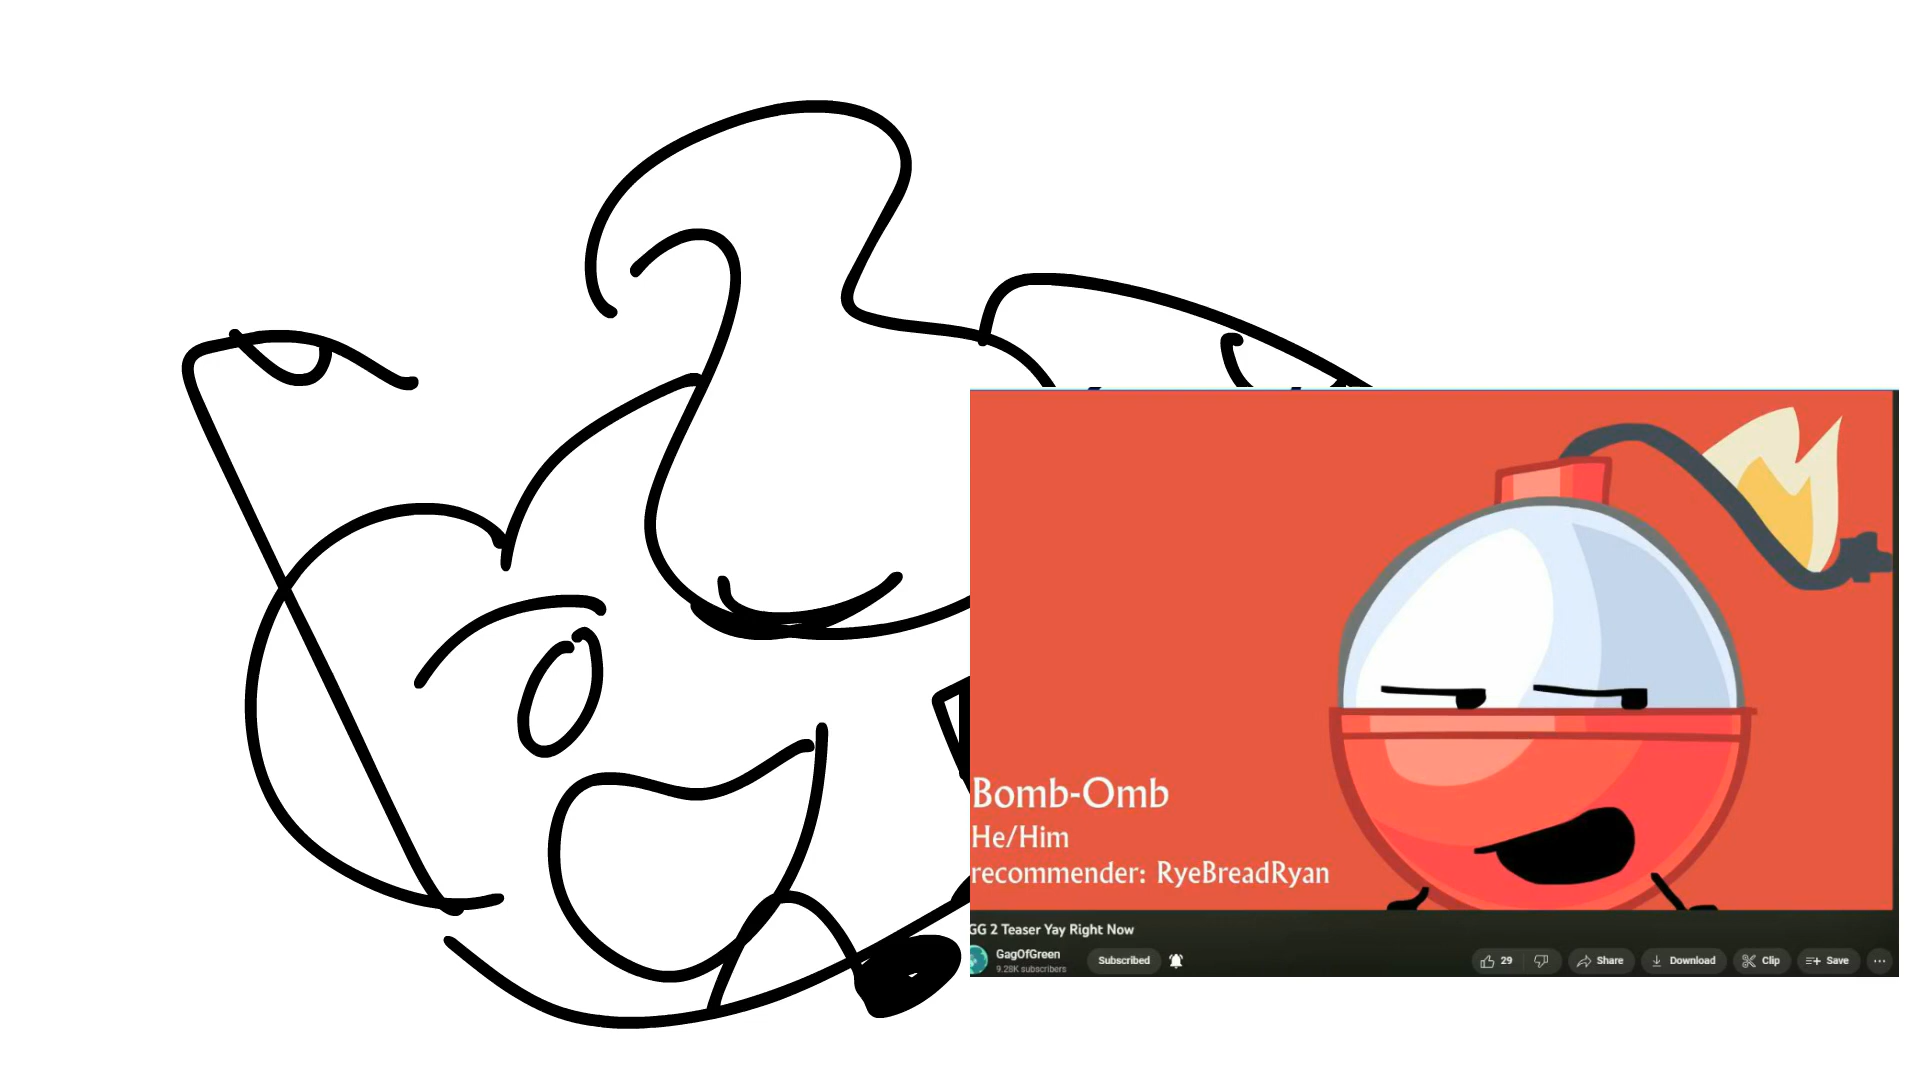 Bomb-Omb
He/Him
recommender: RyeBreadRyan
GG 2 Teaser Yay Right Now
GagOfGreen
9.28K subscribers
Subscribed
29
Share
Download
Clip
Save